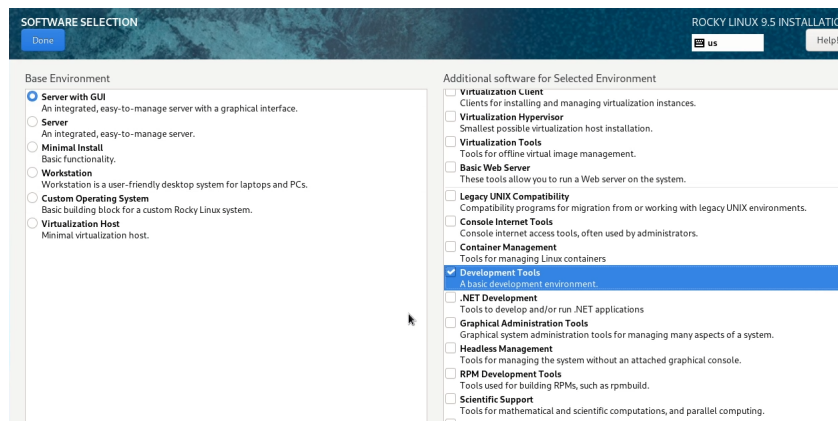 SOFTWARE SELECTION
ROCKY LINUX 9.5 INSTALLATIO
Done
us
Help!
Base Environment
Server with GUI
An integrated, easy-to-manage server with a graphical interface.
Server
An integrated, easy-to-manage server.
Minimal Install
Basic functionality.
Workstation
Workstation is a user-friendly desktop system for laptops and PCs.
Custom Operating System
Basic building block for a custom Rocky Linux system.
Virtualization Host
Minimal virtualization host.
Additional software for Selected Environment
Virtualization Client
Clients for installing and managing virtualization instances.
Virtualization Hypervisor
Smallest possible virtualization host installation.
Virtualization Tools
Tools for offline virtual image management.
Basic Web Server
These tools allow you to run a Web server on the system.
Legacy UNIX Compatibility
Compatibility programs for migration from or working with legacy UNIX environments.
Console Internet Tools
Console internet access tools, often used by administrators.
Container Management
Tools for managing Linux containers
Development Tools
A basic development environment.
.NET Development
Tools to develop and/or run .NET applications
Graphical Administration Tools
Graphical system administration tools for managing many aspects of a system.
Headless Management
Tools for managing the system without an attached graphical console.
RPM Development Tools
Tools used for building RPMs, such as rpmbuild.
Scientific Support
Tools for mathematical and scientific computations, and parallel computing.